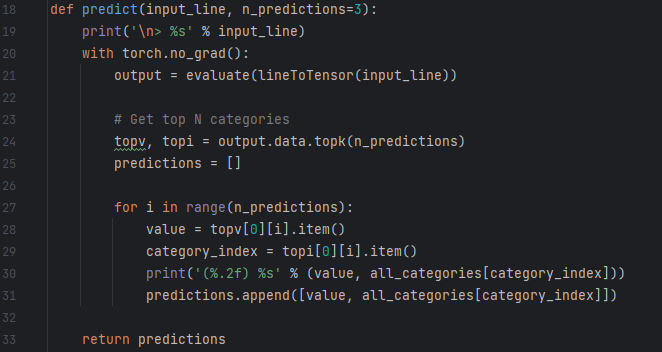 18 def predict(input_line, n_predictions=3):
19     print('\n> %s' % input_line)
20     with torch.no_grad():
21         output = evaluate(lineToTensor(input_line))
22
23         # Get top N categories
24         topv, topi = output.data.topk(n_predictions)
25         predictions = []
26
27         for i in range(n_predictions):
28             value = topv[0][i].item()
29             category_index = topi[0][i].item()
30             print('(%.2f) %s' % (value, all_categories[category_index]))
31             predictions.append([value, all_categories[category_index]])
32
33     return predictions